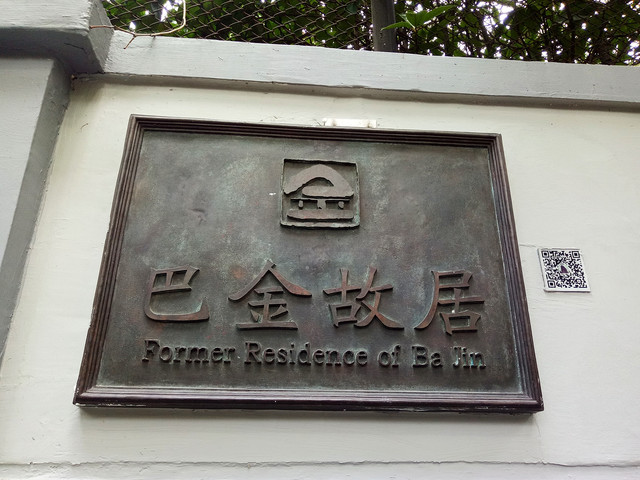 巴金故居
Former Residence of Ba Jin